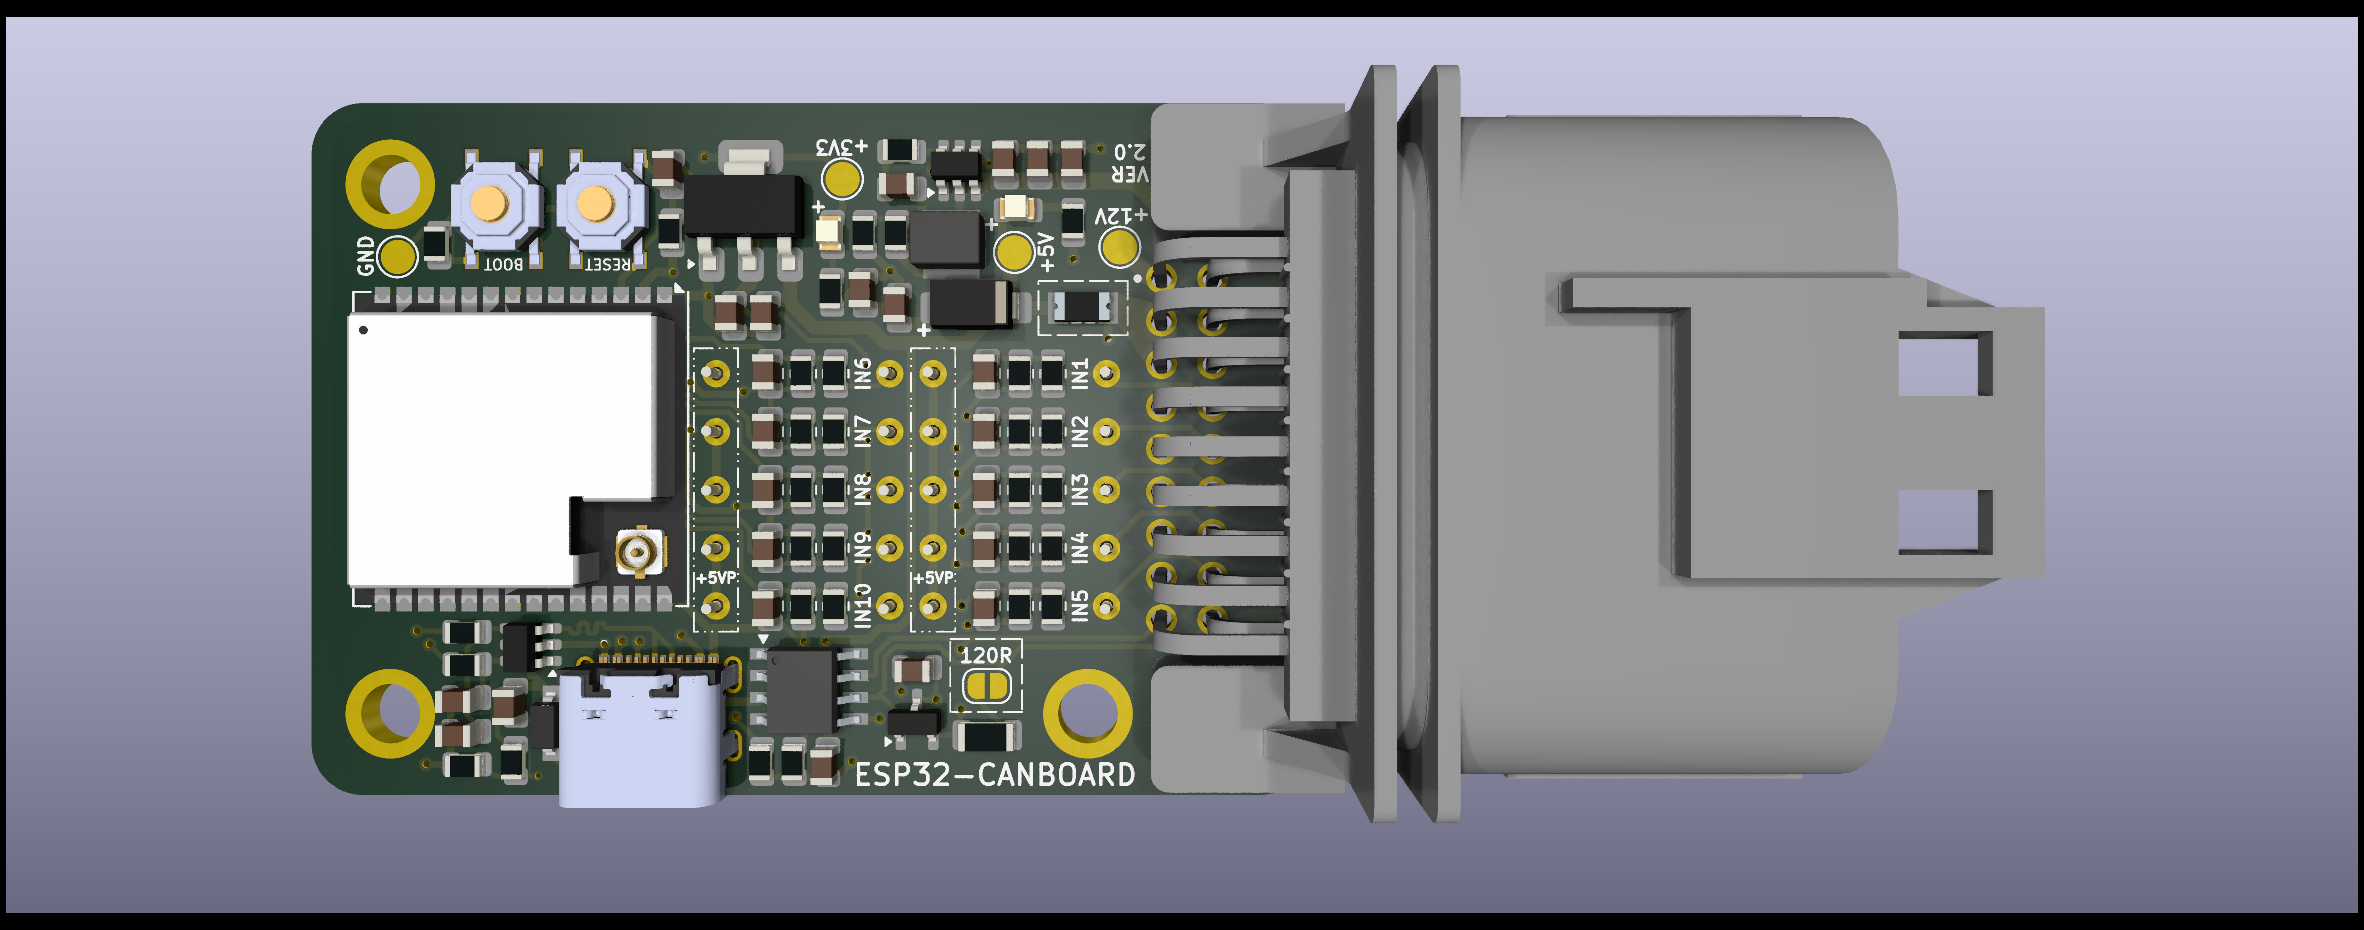 +3V3
VER
2.0
+12V
+5V
GND
BOOT
RESET
+
+
+
IN6
IN1
IN7
IN2
IN8
IN3
IN9
IN4
+5VP
+5VP
IN10
IN5
120R
ESP32-CANBOARD